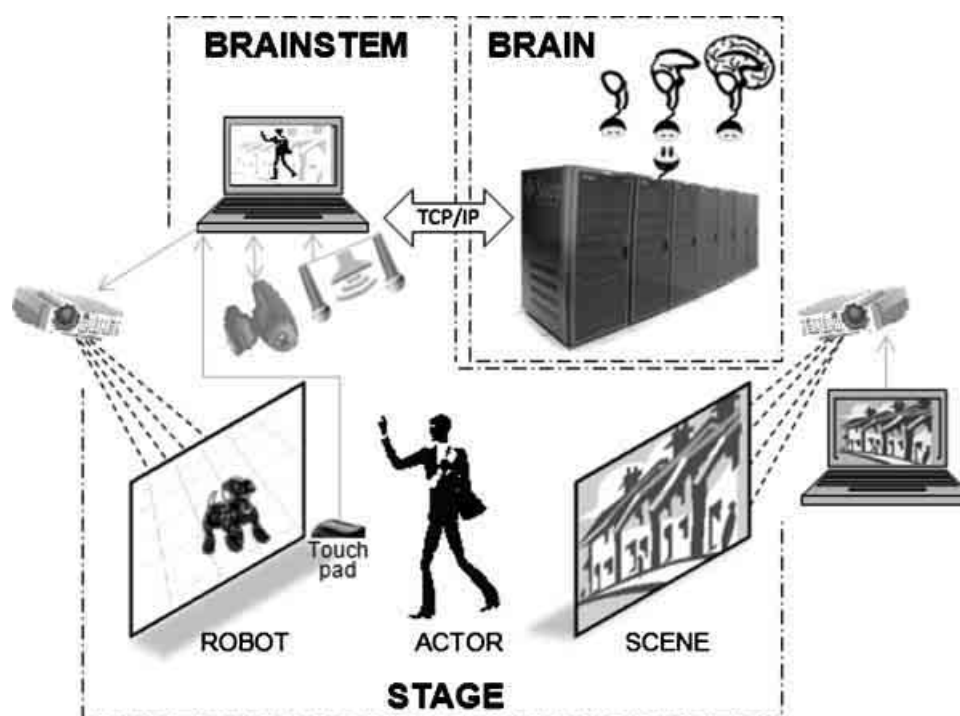 BRAINSTEM
BRAIN
TCP/IP
Touch
pad
ROBOT
ACTOR
SCENE
STAGE